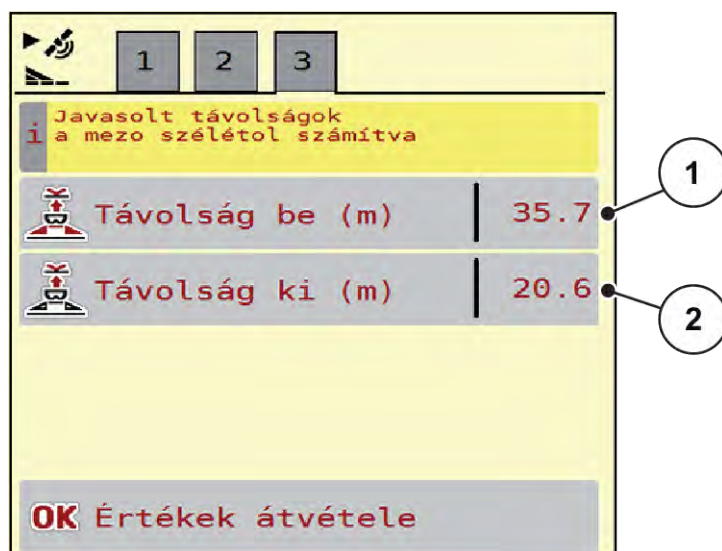 1 2 3
i Javasolt távolságok
a mezo szélétol számítva
Távolság be (m) 35.7
1
Távolság ki (m) 20.6
2
OK Értékek átvétele